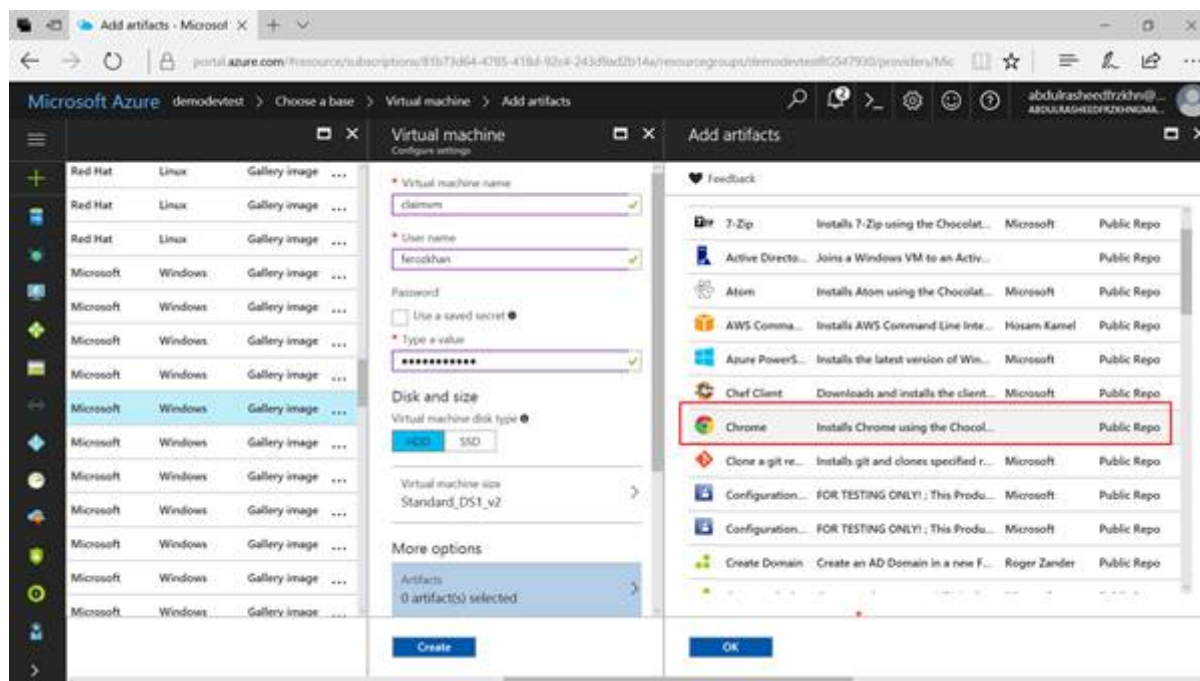 Add artifacts - Microsof
portal.azure.com
Microsoft Azure demodevtest > Choose a base > Virtual machine > Add artifacts
2
abdulrasheedfrzkhn@...
Red Hat Linux Gallery image ...
Red Hat Linux Gallery image ...
Red Hat Linux Gallery image ...
Microsoft Windows Gallery image ...
Microsoft Windows Gallery image ...
Microsoft Windows Gallery image ...
Microsoft Windows Gallery image ...
Microsoft Windows Gallery image ...
Microsoft Windows Gallery image ...
Microsoft Windows Gallery image ...
Microsoft Windows Gallery image ...
Microsoft Windows Gallery image ...
Microsoft Windows Gallery image ...
Microsoft Windows Gallery image ...
Virtual machine
Configure settings
* Virtual machine name
claimvm
* User name
ferozkhan
Password
Use a saved secret
* Type a value
Disk and size
Virtual machine disk type
HDD SSD
Virtual machine size
Standard_DS1_v2
More options
Artifacts
0 artifact(s) selected
Create
Add artifacts
Feedback
7-Zip Installs 7-Zip using the Chocolat... Microsoft Public Repo
Active Directo... Joins a Windows VM to an Activ... Public Repo
Atom Installs Atom using the Chocolat... Microsoft Public Repo
AWS Comma... Installs AWS Command Line Inte... Hosam Kamel Public Repo
Azure PowerS... Installs the latest version of Win... Microsoft Public Repo
Chef Client Downloads and installs the client... Microsoft Public Repo
Chrome Installs Chrome using the Chocol... Public Repo
Clone a git re... Installs git and clones specified r... Microsoft Public Repo
Configuration... FOR TESTING ONLY! ; This Produ... Microsoft Public Repo
Configuration... FOR TESTING ONLY! ; This Produ... Microsoft Public Repo
Create Domain Create an AD Domain in a new F... Roger Zander Public Repo
OK